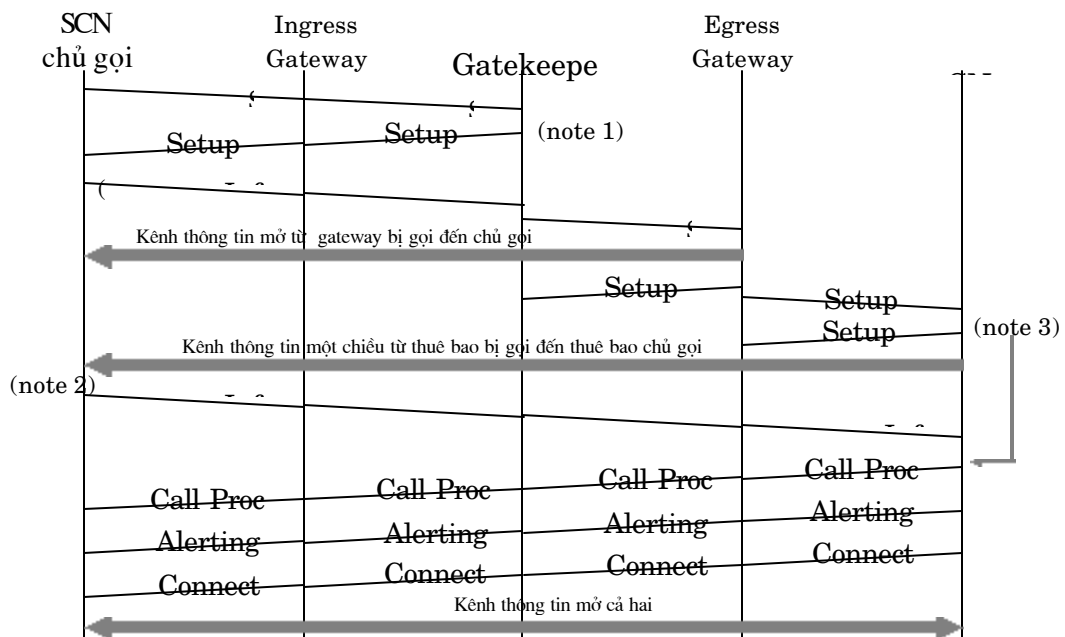 SCN
chủ gọi
Ingress
Gateway
Gatekeepe
Egress
Gateway
Setup
Setup
(note 1)
(
Kênh thông tin mở từ gateway bị gọi đến chủ gọi
Setup
Setup
Setup
(note 3)
Kênh thông tin một chiều từ thuê bao bị gọi đến thuê bao chủ gọi
(note 2)
Call Proc
Call Proc
Call Proc
Call Proc
Alerting
Alerting
Alerting
Alerting
Connect
Connect
Connect
Connect
Kênh thông tin mở cả hai